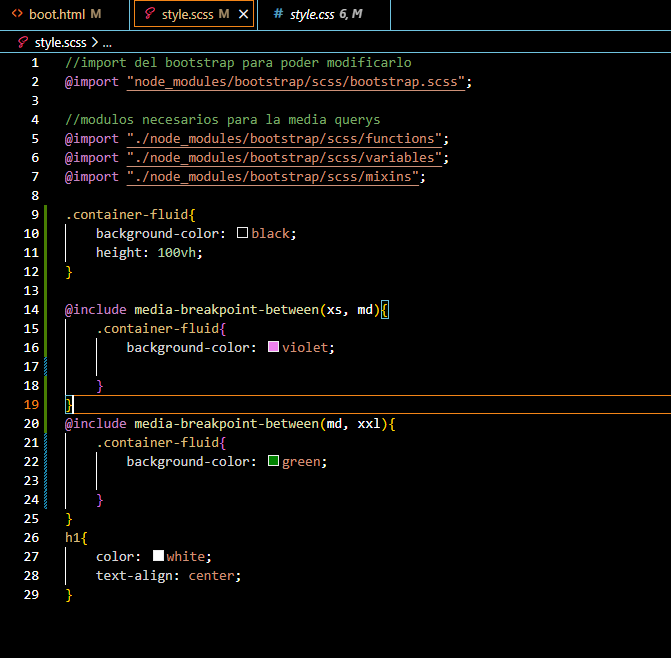 <> boot.html M style.scss M × # style.css 6, M
style.scss > ...
1 //import del bootstrap para poder modificarlo
2 @import "node_modules/bootstrap/scss/bootstrap.scss";
3
4 //modulos necesarios para la media querys
5 @import "./node_modules/bootstrap/scss/functions";
6 @import "./node_modules/bootstrap/scss/variables";
7 @import "./node_modules/bootstrap/scss/mixins";
8
9 .container-fluid{
10 background-color: black;
11 height: 100vh;
12 }
13
14 @include media-breakpoint-between(xs, md){
15 .container-fluid{
16 background-color: violet;
17
18 }
19 }
20 @include media-breakpoint-between(md, xxl){
21 .container-fluid{
22 background-color: green;
23
24 }
25 }
26 h1{
27 color: white;
28 text-align: center;
29 }